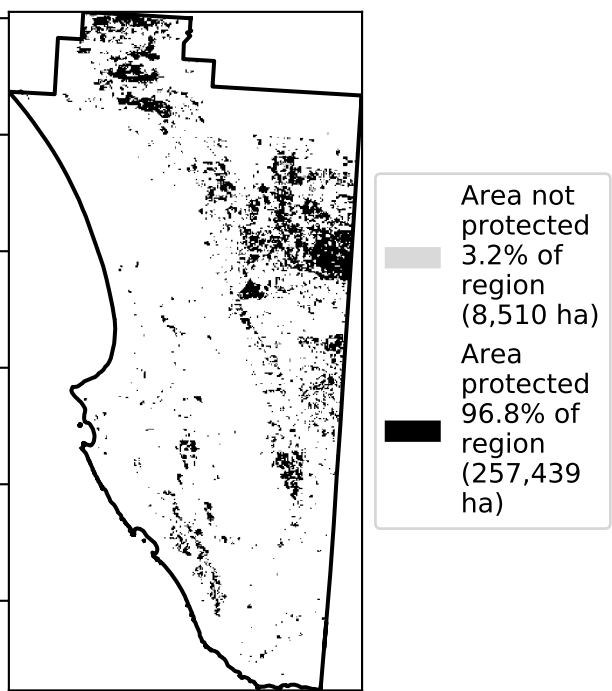 Area not
protected
3.2% of
region
(8,510 ha)
Area
protected
96.8% of
region
(257,439
ha)